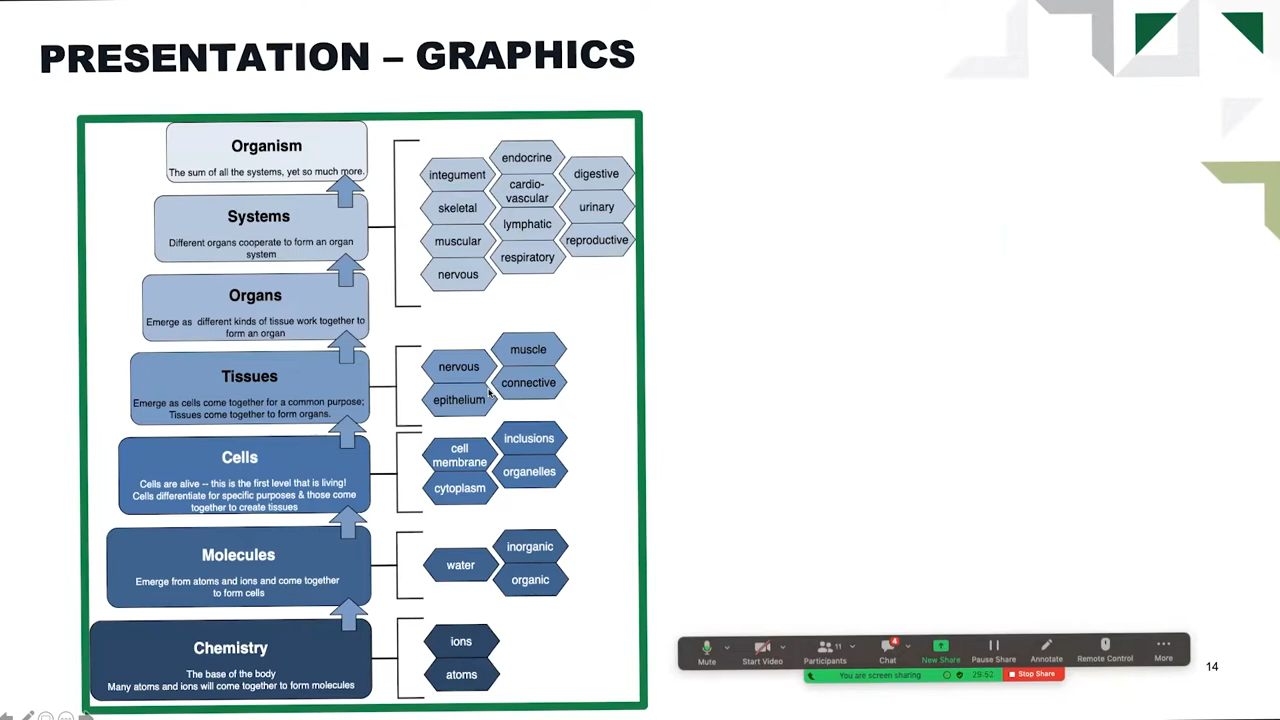 PRESENTATION – GRAPHICS
Organism
The sum of all the systems, yet so much more.
Systems
Different organs cooperate to form an organ
system
Organs
Emerge as different kinds of tissue work together to
form an organ
Tissues
Emerge as cells come together for a common purpose;
Tissues come together to form organs.
Cells
Cells are alive -- this is the first level that is living!
Cells differentiate for specific purposes & those come
together to create tissues
Molecules
Emerge from atoms and ions and come together
to form cells
Chemistry
The base of the body
Many atoms and ions will come together to form molecules
integument
skeletal
muscular
nervous
endocrine
cardio-
vascular
lymphatic
respiratory
digestive
urinary
reproductive
nervous
epithelium
muscle
connective
cell
membrane
cytoplasm
inclusions
organelles
water
inorganic
organic
ions
atoms
Mute
Start Video
11
Participants
4
Chat
New Share
Pause Share
Annotate
Remote Control
More
You are screen sharing
29:52
Stop Share
14